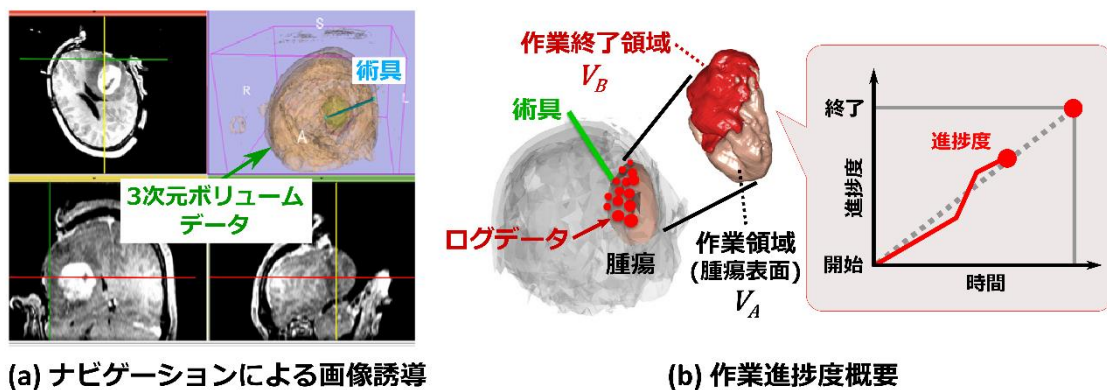 S
術具
R
L
A
3次元ボリューム
データ
(a) ナビゲーションによる画像誘導
作業終了領域
V_B
術具
ログデータ
腫瘍
作業領域
(腫瘍表面)
V_A
終了
進捗度
進捗度
開始
時間
(b) 作業進捗度概要